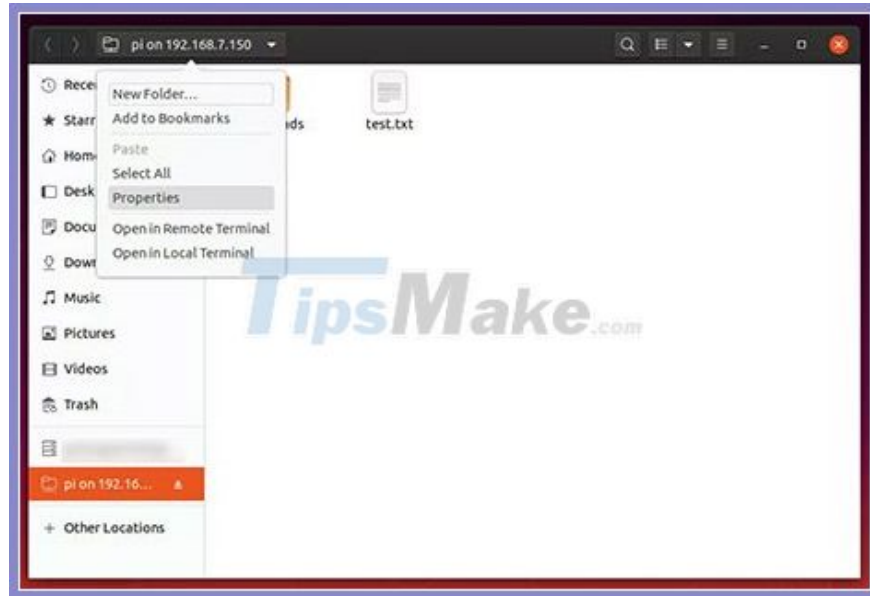 pi on 192.168.7.150
Rece
New Folder...
Starr
Add to Bookmarks
ds
test.txt
Hom
Paste
Select All
Desk
Properties
Docu
Open in Remote Terminal
Down
Open in Local Terminal
Music
TipsMake.com
Pictures
Videos
Trash
pi on 192.16...
+ Other Locations